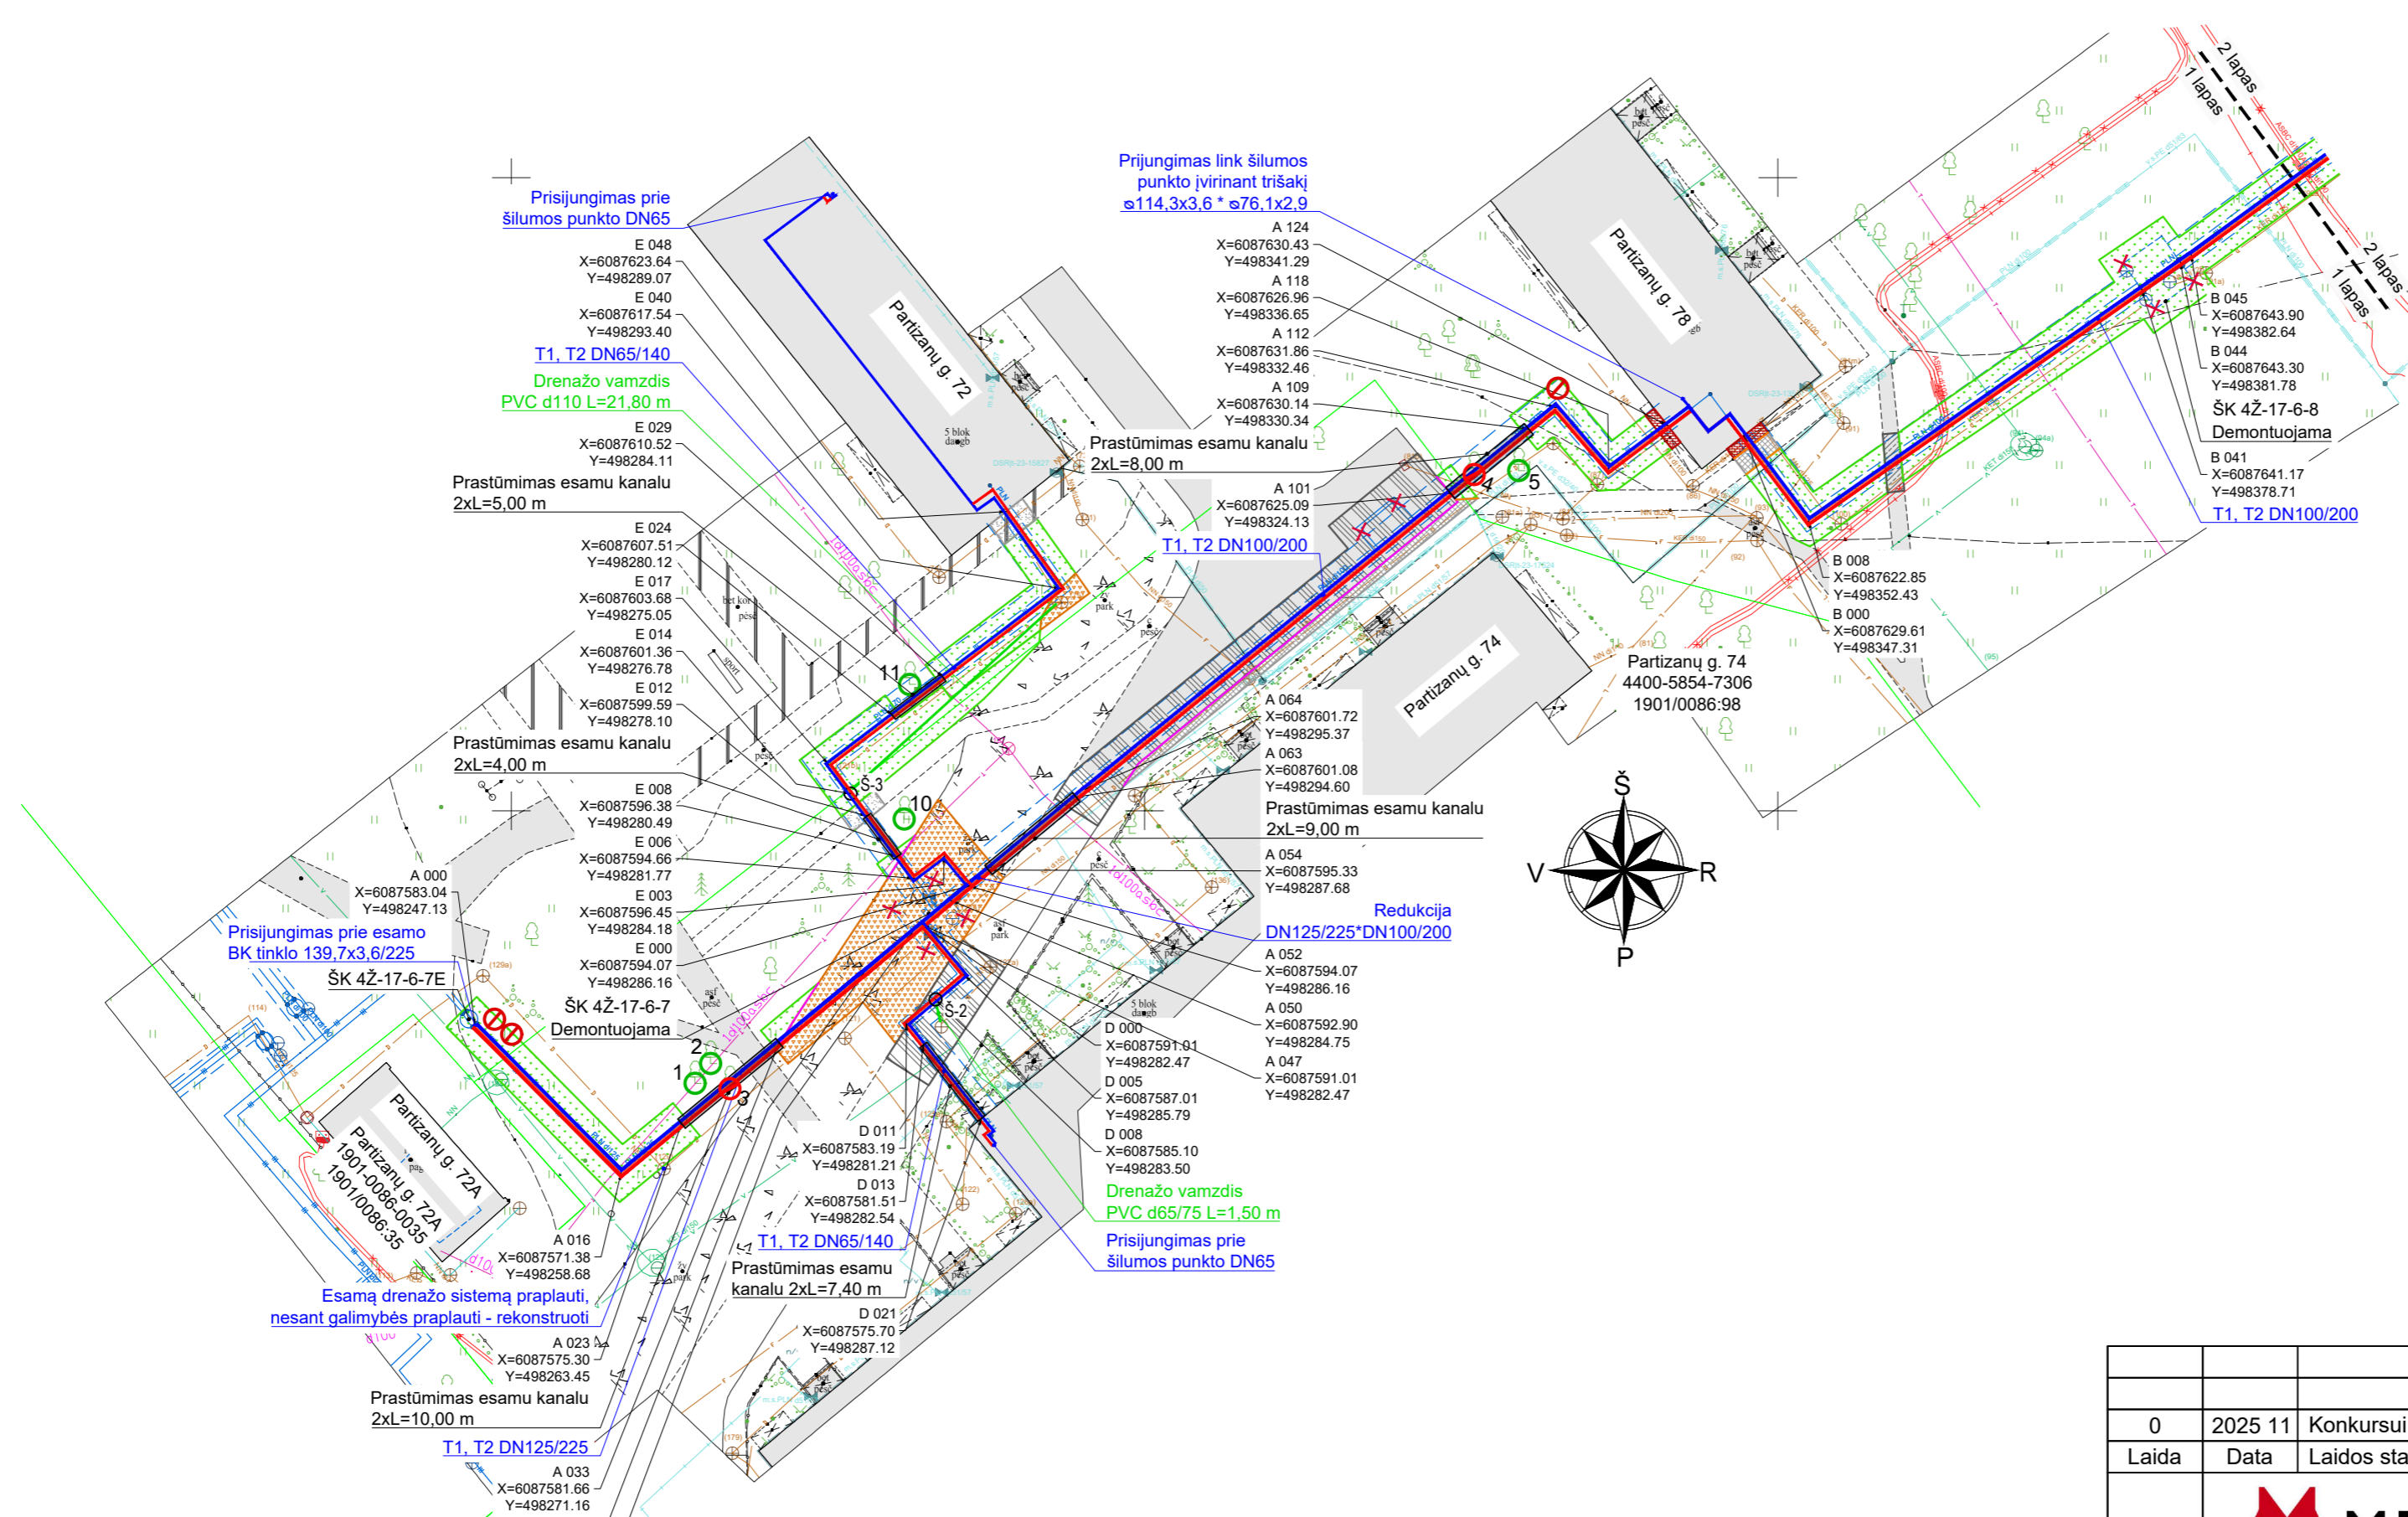 Prisijungimas prie
šilumos punkto DN65
E 048
X=6087623.64
Y=498289.07
E 040
X=6087617.54
Y=498293.40
T1, T2 DN65/140
Drenažo vamzdis
PVC d110 L=21,80 m
E 029
X=6087610.52
Y=498284.11
Prastūmimas esamu kanalu
2xL=5,00 m
E 024
X=6087607.51
Y=498280.12
E 017
X=6087603.68
Y=498275.05
E 014
X=6087601.36
Y=498276.78
E 012
X=6087599.59
Y=498278.10
Prastūmimas esamu kanalu
2xL=4,00 m
E 008
X=6087596.38
Y=498280.49
E 006
X=6087594.66
Y=498281.77
E 003
X=6087596.45
Y=498284.18
E 000
X=6087594.07
Y=498286.16
ŠK 4Ž-17-6-7
Demontuojama
A 000
X=6087583.04
Y=498247.13
Prisijungimas prie esamo
BK tinklo 139,7x3,6/225
ŠK 4Ž-17-6-7E
Partizanų g. 72A
Partizanų g. 72A
1901-0086-0035
1901/0086:35
A 016
X=6087571.38
Y=498258.68
Esamą drenažo sistemą praplauti,
nesant galimybės praplauti - rekonstruoti
A 023
X=6087575.30
Y=498263.45
Prastūmimas esamu kanalu
2xL=10,00 m
T1, T2 DN125/225
A 033
X=6087581.66
Y=498271.16
Prijungimas link šilumos
punkto įvirinant trišakį
⌀114,3x3,6 * ⌀76,1x2,9
A 124
X=6087630.43
Y=498341.29
A 118
X=6087626.96
Y=498336.65
A 112
X=6087631.86
Y=498332.46
A 109
X=6087630.14
Y=498330.34
Prastūmimas esamu kanalu
2xL=8,00 m
A 101
X=6087625.09
Y=498324.13
T1, T2 DN100/200
Partizanų g. 72
Partizanų g. 78
Partizanų g. 74
A 064
X=6087601.72
Y=498295.37
A 063
X=6087601.08
Y=498294.60
Prastūmimas esamu kanalu
2xL=9,00 m
A 054
X=6087595.33
Y=498287.68
Redukcija
DN125/225*DN100/200
A 052
X=6087594.07
Y=498286.16
A 050
X=6087592.90
Y=498284.75
A 047
X=6087591.01
Y=498282.47
D 000
X=6087591.01
Y=498282.47
D 005
X=6087587.01
Y=498285.79
D 008
X=6087585.10
Y=498283.50
Drenažo vamzdis
PVC d65/75 L=1,50 m
Prisijungimas prie
šilumos punkto DN65
D 011
X=6087583.19
Y=498281.21
D 013
X=6087581.51
Y=498282.54
T1, T2 DN65/140
Prastūmimas esamu
kanalu 2xL=7,40 m
D 021
X=6087575.70
Y=498287.12
1
2
3
4
5
10
11
Š-3
Š-2
Partizanų g. 74
4400-5854-7306
1901/0086:98
B 008
X=6087622.85
Y=498352.43
B 000
X=6087629.61
Y=498347.31
B 045
X=6087643.90
Y=498382.64
B 044
X=6087643.30
Y=498381.78
ŠK 4Ž-17-6-8
Demontuojama
B 041
X=6087641.17
Y=498378.71
T1, T2 DN100/200
2 lapas
1 lapas
2 lapas
1 lapas
Š
V
R
P
0
2025 11
Konkursui
Laida
Data
Laidos sta